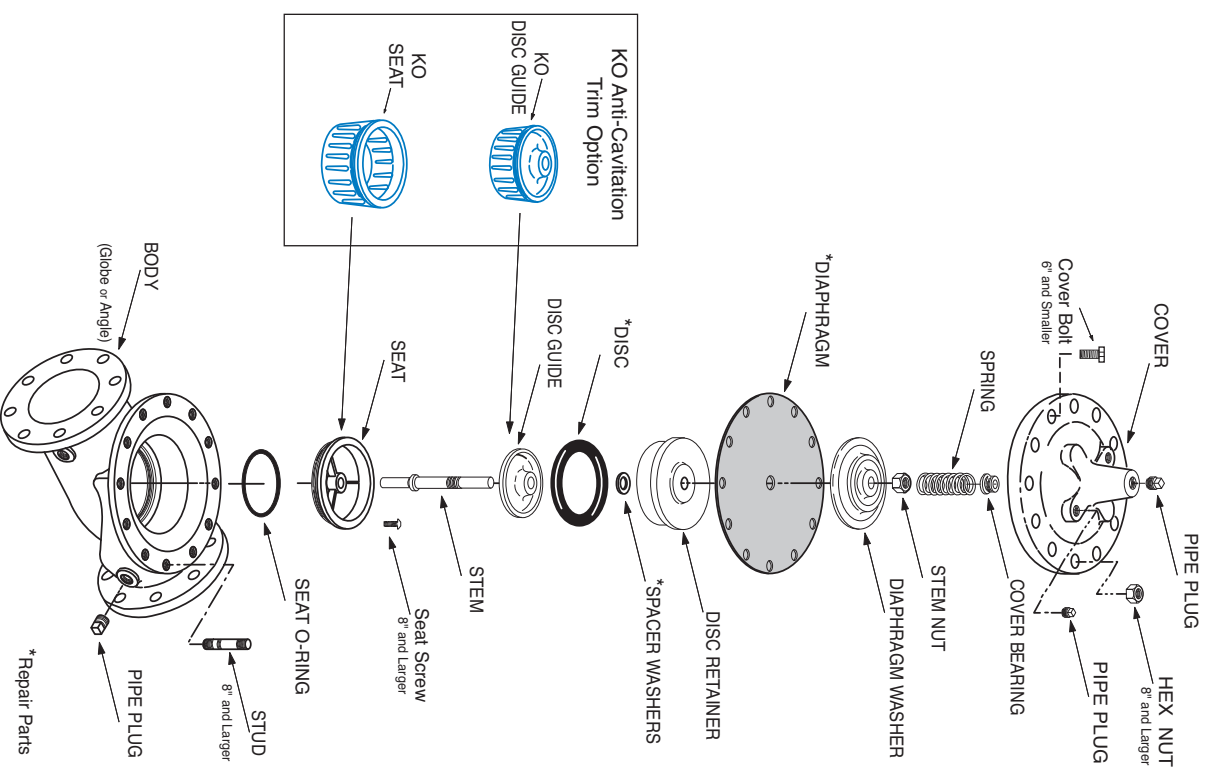 KO Anti-Cavitation
Trim Option
KO
DISC GUIDE
KO
SEAT
PIPE PLUG
HEX NUT
8" and Larger
PIPE PLUG
COVER
Cover Bolt
6" and Smaller
COVER BEARING
SPRING
STEM NUT
DIAPHRAGM WASHER
*DIAPHRAGM
DISC RETAINER
*SPACER WASHERS
*DISC
DISC GUIDE
STEM
Seat Screw
8" and Larger
SEAT
SEAT O-RING
STUD
8" and Larger
BODY
(Globe or Angle)
PIPE PLUG
*Repair Parts